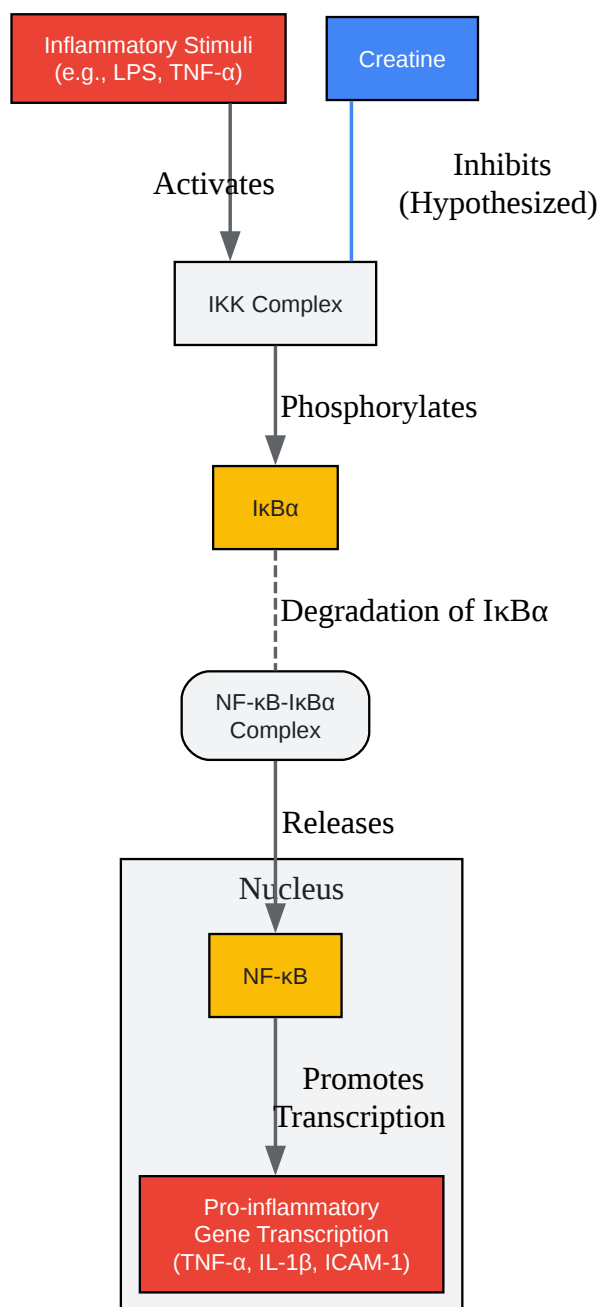 Inflammatory Stimuli
(e.g., LPS, TNF-α)
Creatine
Activates
Inhibits
(Hypothesized)
IKK Complex
Phosphorylates
IκBα
Degradation of IκBα
NF-κB-IκBα
Complex
Releases
Nucleus
NF-κB
Promotes
Transcription
Pro-inflammatory
Gene Transcription
(TNF-α, IL-1β, ICAM-1)